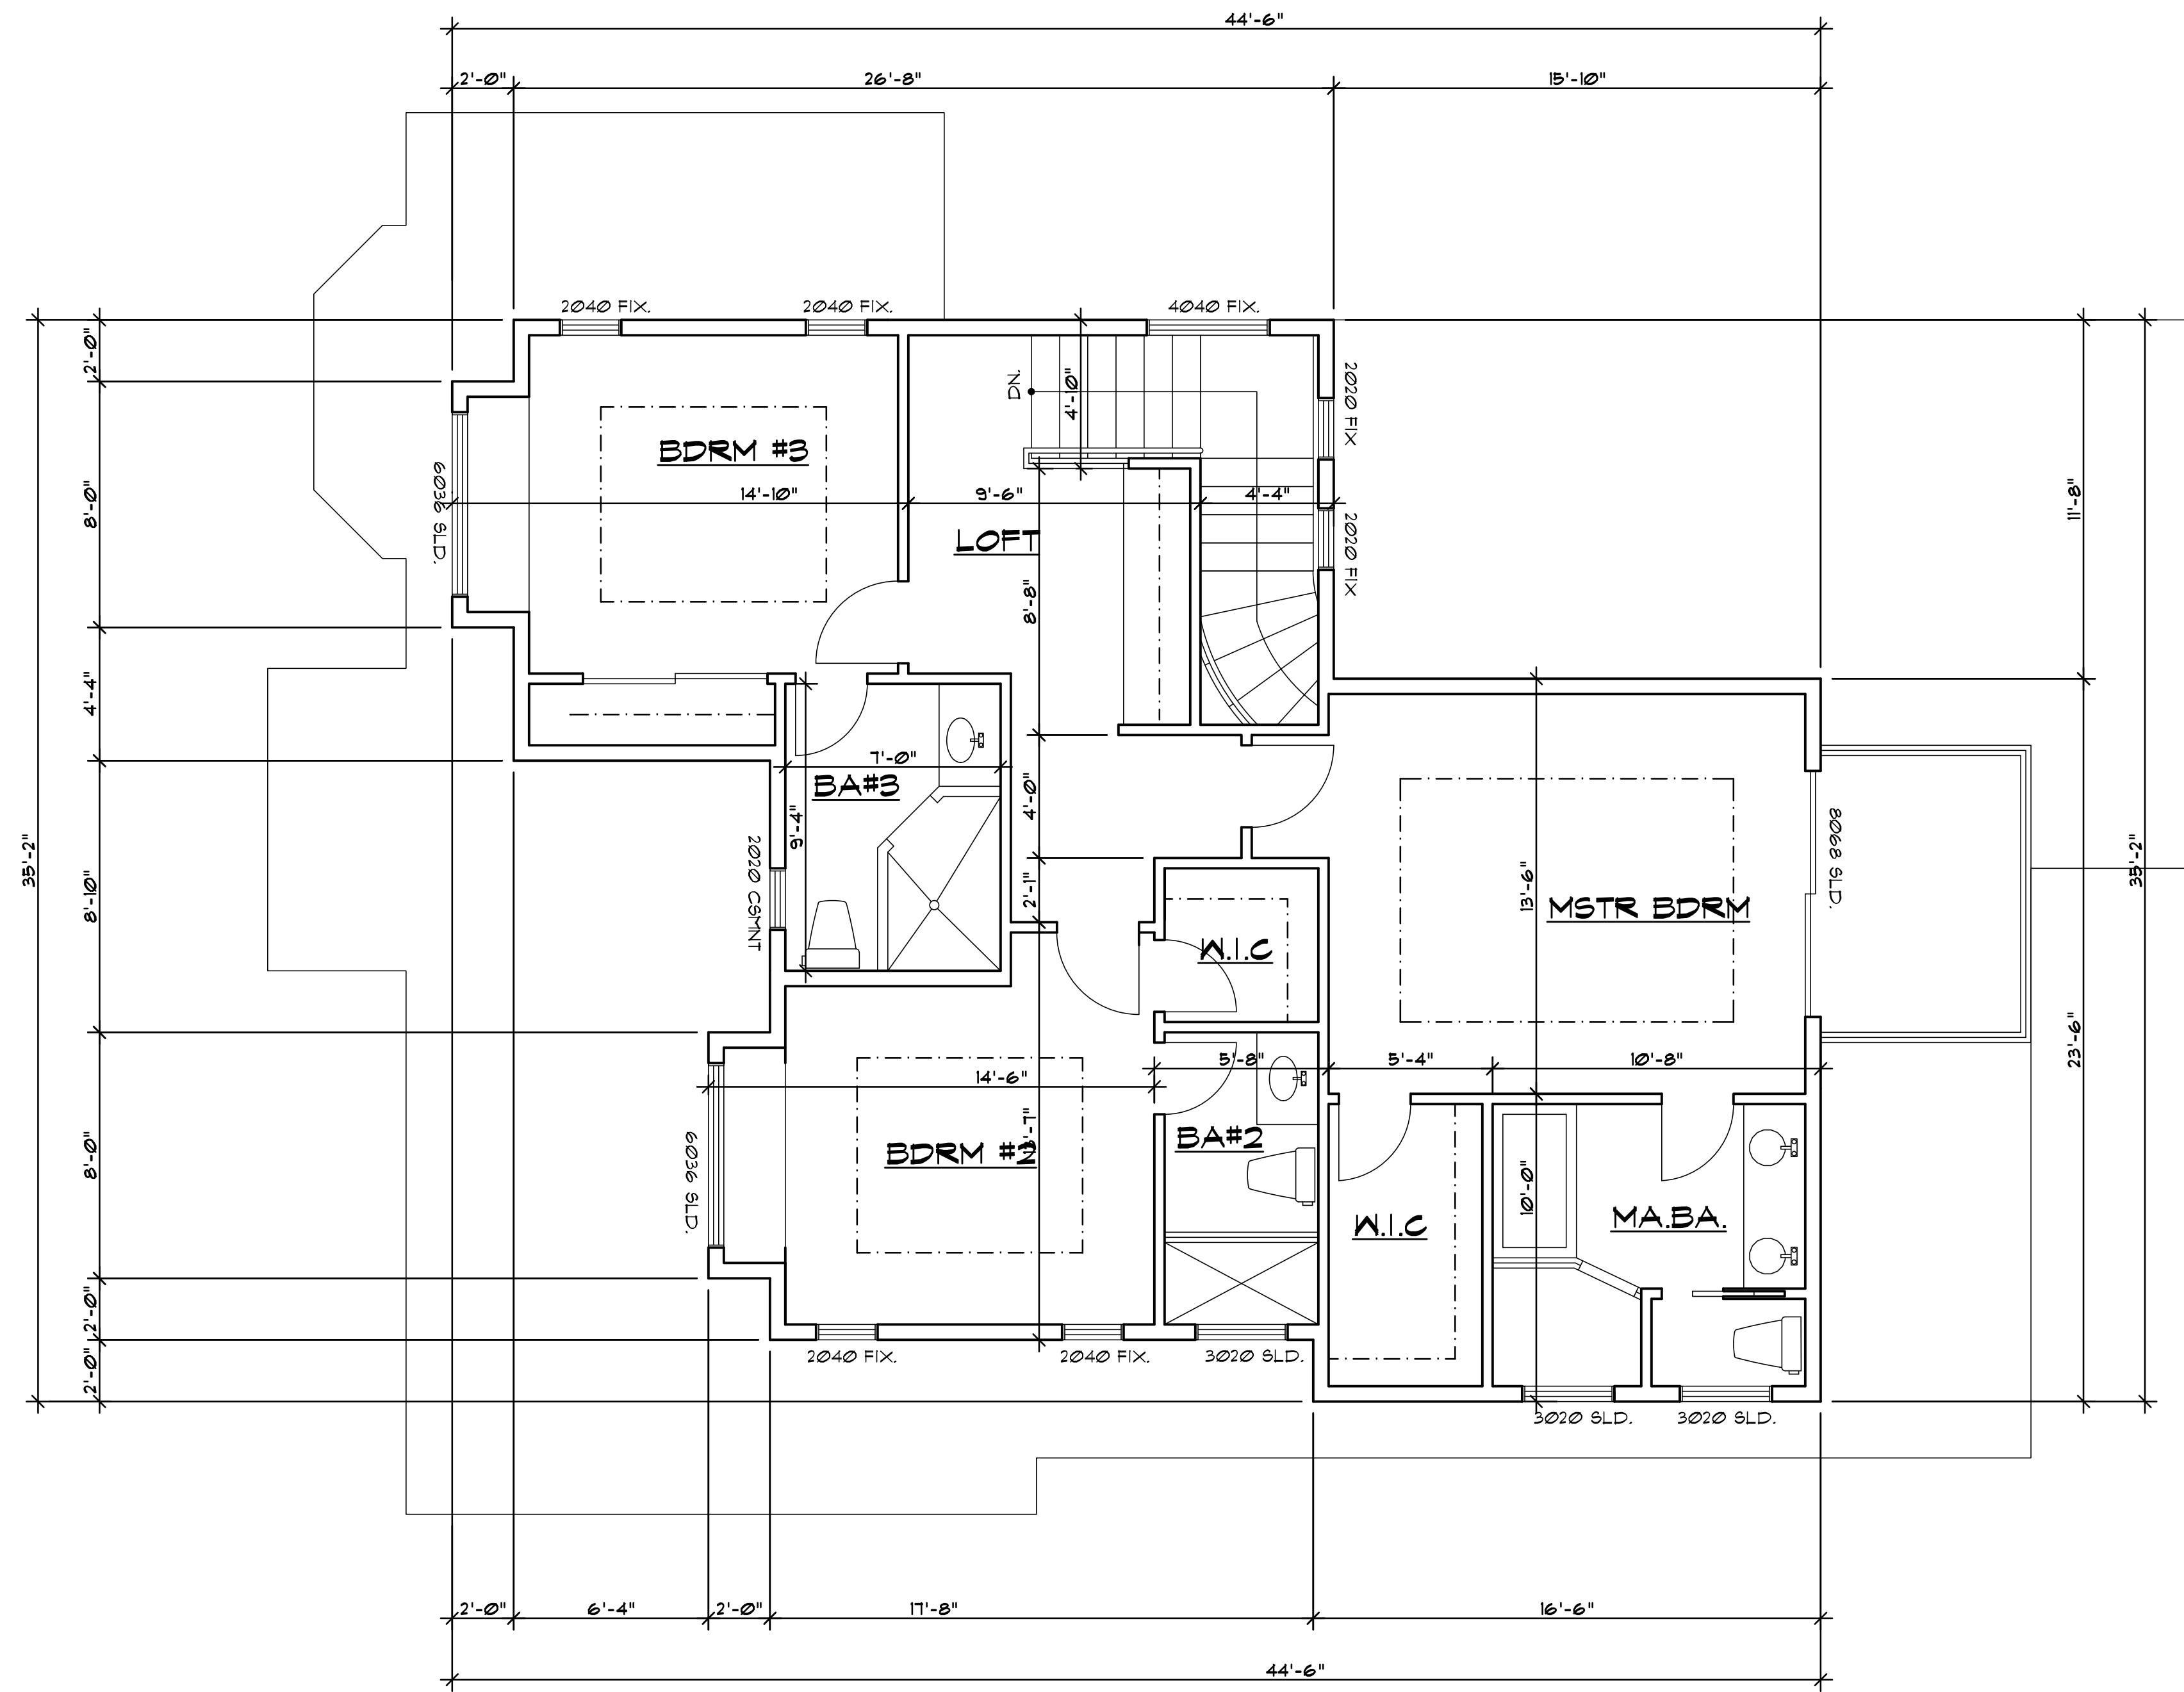 44'-6"
2'-0"
26'-8"
15'-10"
2040 FIX.
2040 FIX.
4040 FIX.
2'-0"
8'-0"
4'-4"
8'-10"
8'-0"
2'-0"
2'-0"
35'-2"
6036 SLD.
BDRM #3
14'-10"
9'-6"
4'-4"
DN.
4'-10"
2020 FIX
2020 FIX
LOFT
8'-8"
4'-0"
2'-1"
11'-8"
23'-6"
35'-2"
7'-0"
BA#3
9'-4"
2020 CSMNT
W.I.C
13'-6"
MSTR BDRM
8068 SLD.
5'-8"
5'-4"
10'-8"
14'-6"
BDRM #2
6036 SLD.
BA#2
W.I.C
10'-0"
MA.BA.
2040 FIX.
2040 FIX.
3020 SLD.
3020 SLD.
3020 SLD.
2'-0"
6'-4"
2'-0"
17'-8"
16'-6"
44'-6"